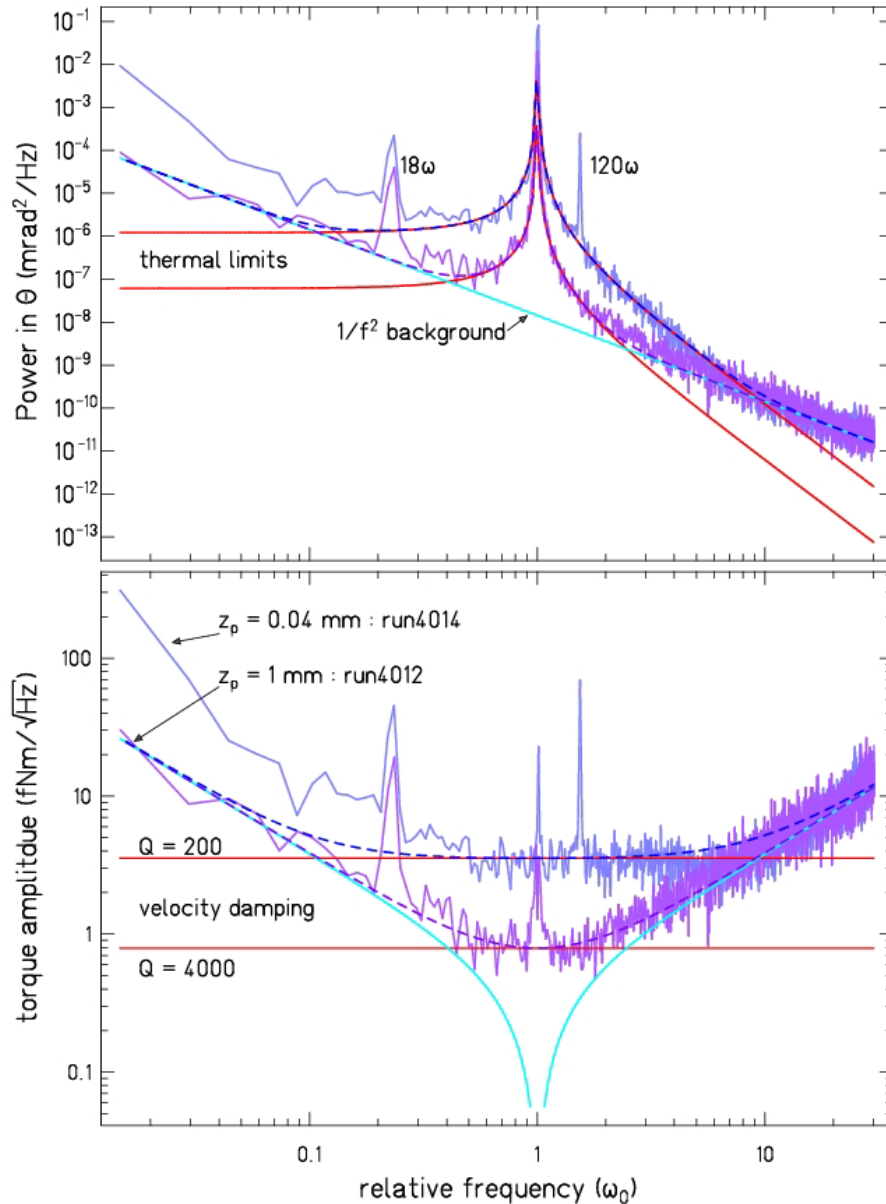 Power in Θ (mrad²/Hz)
10⁻¹
10⁻²
10⁻³
10⁻⁴
10⁻⁵
10⁻⁶
10⁻⁷
10⁻⁸
10⁻⁹
10⁻¹⁰
10⁻¹¹
10⁻¹²
10⁻¹³
18ω
120ω
thermal limits
1/f² background
torque amplitdue (fNm/√Hz)
100
10
1
0.1
zₚ = 0.04 mm : run4014
zₚ = 1 mm : run4012
Q = 200
velocity damping
Q = 4000
0.1 1 10
relative frequency (ω₀)